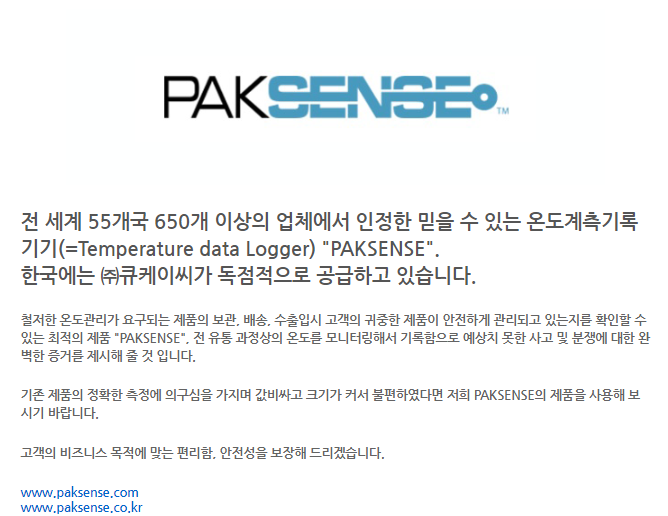 PAKSENSE™
전 세계 55개국 650개 이상의 업체에서 인정한 믿을 수 있는 온도계측기록
기기(=Temperature data Logger) "PAKSENSE".
한국에는 ㈜큐케이씨가 독점적으로 공급하고 있습니다.
철저한 온도관리가 요구되는 제품의 보관, 배송, 수출입시 고객의 귀중한 제품이 안전하게 관리되고 있는지를 확인할 수
있는 최적의 제품 "PAKSENSE", 전 유통 과정상의 온도를 모니터링해서 기록함으로 예상치 못한 사고 및 분쟁에 대한 완
벽한 증거를 제시해 줄 것 입니다.
기존 제품의 정확한 측정에 의구심을 가지며 값비싸고 크기가 커서 불편하였다면 저희 PAKSENSE의 제품을 사용해 보
시기 바랍니다.
고객의 비즈니스 목적에 맞는 편리함, 안전성을 보장해 드리겠습니다.
www.paksense.com
www.paksense.co.kr